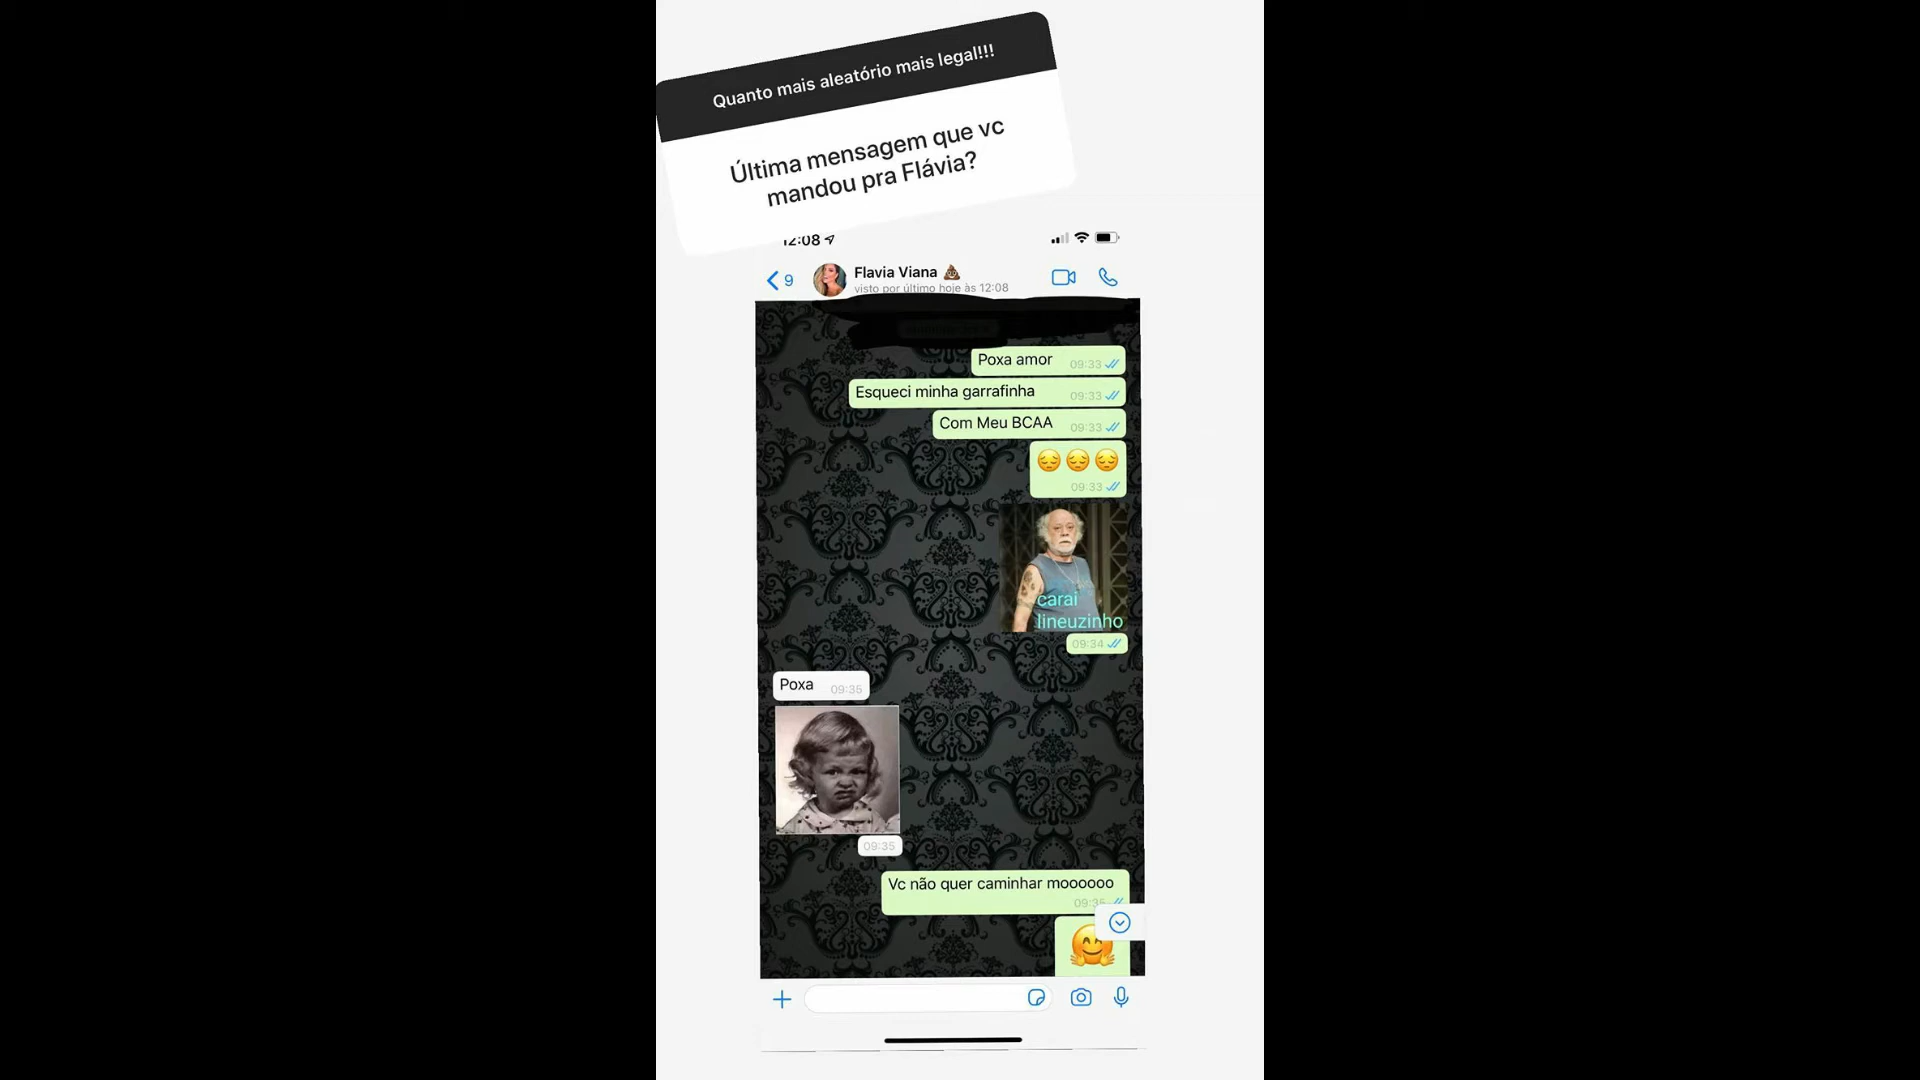 Quanto mais aleatório mais legal!!!
Última mensagem que vc
mandou pra Flávia?
12:08
9
Flavia Viana 💩
visto por último hoje às 12:08
Poxa amor 09:33
Esqueci minha garrafinha 09:33
Com Meu BCAA 09:33
😔😔😔
09:33
carai
lineuzinho
09:34
Poxa 09:35
09:35
Vc não quer caminhar moooooo
09:35
🤗